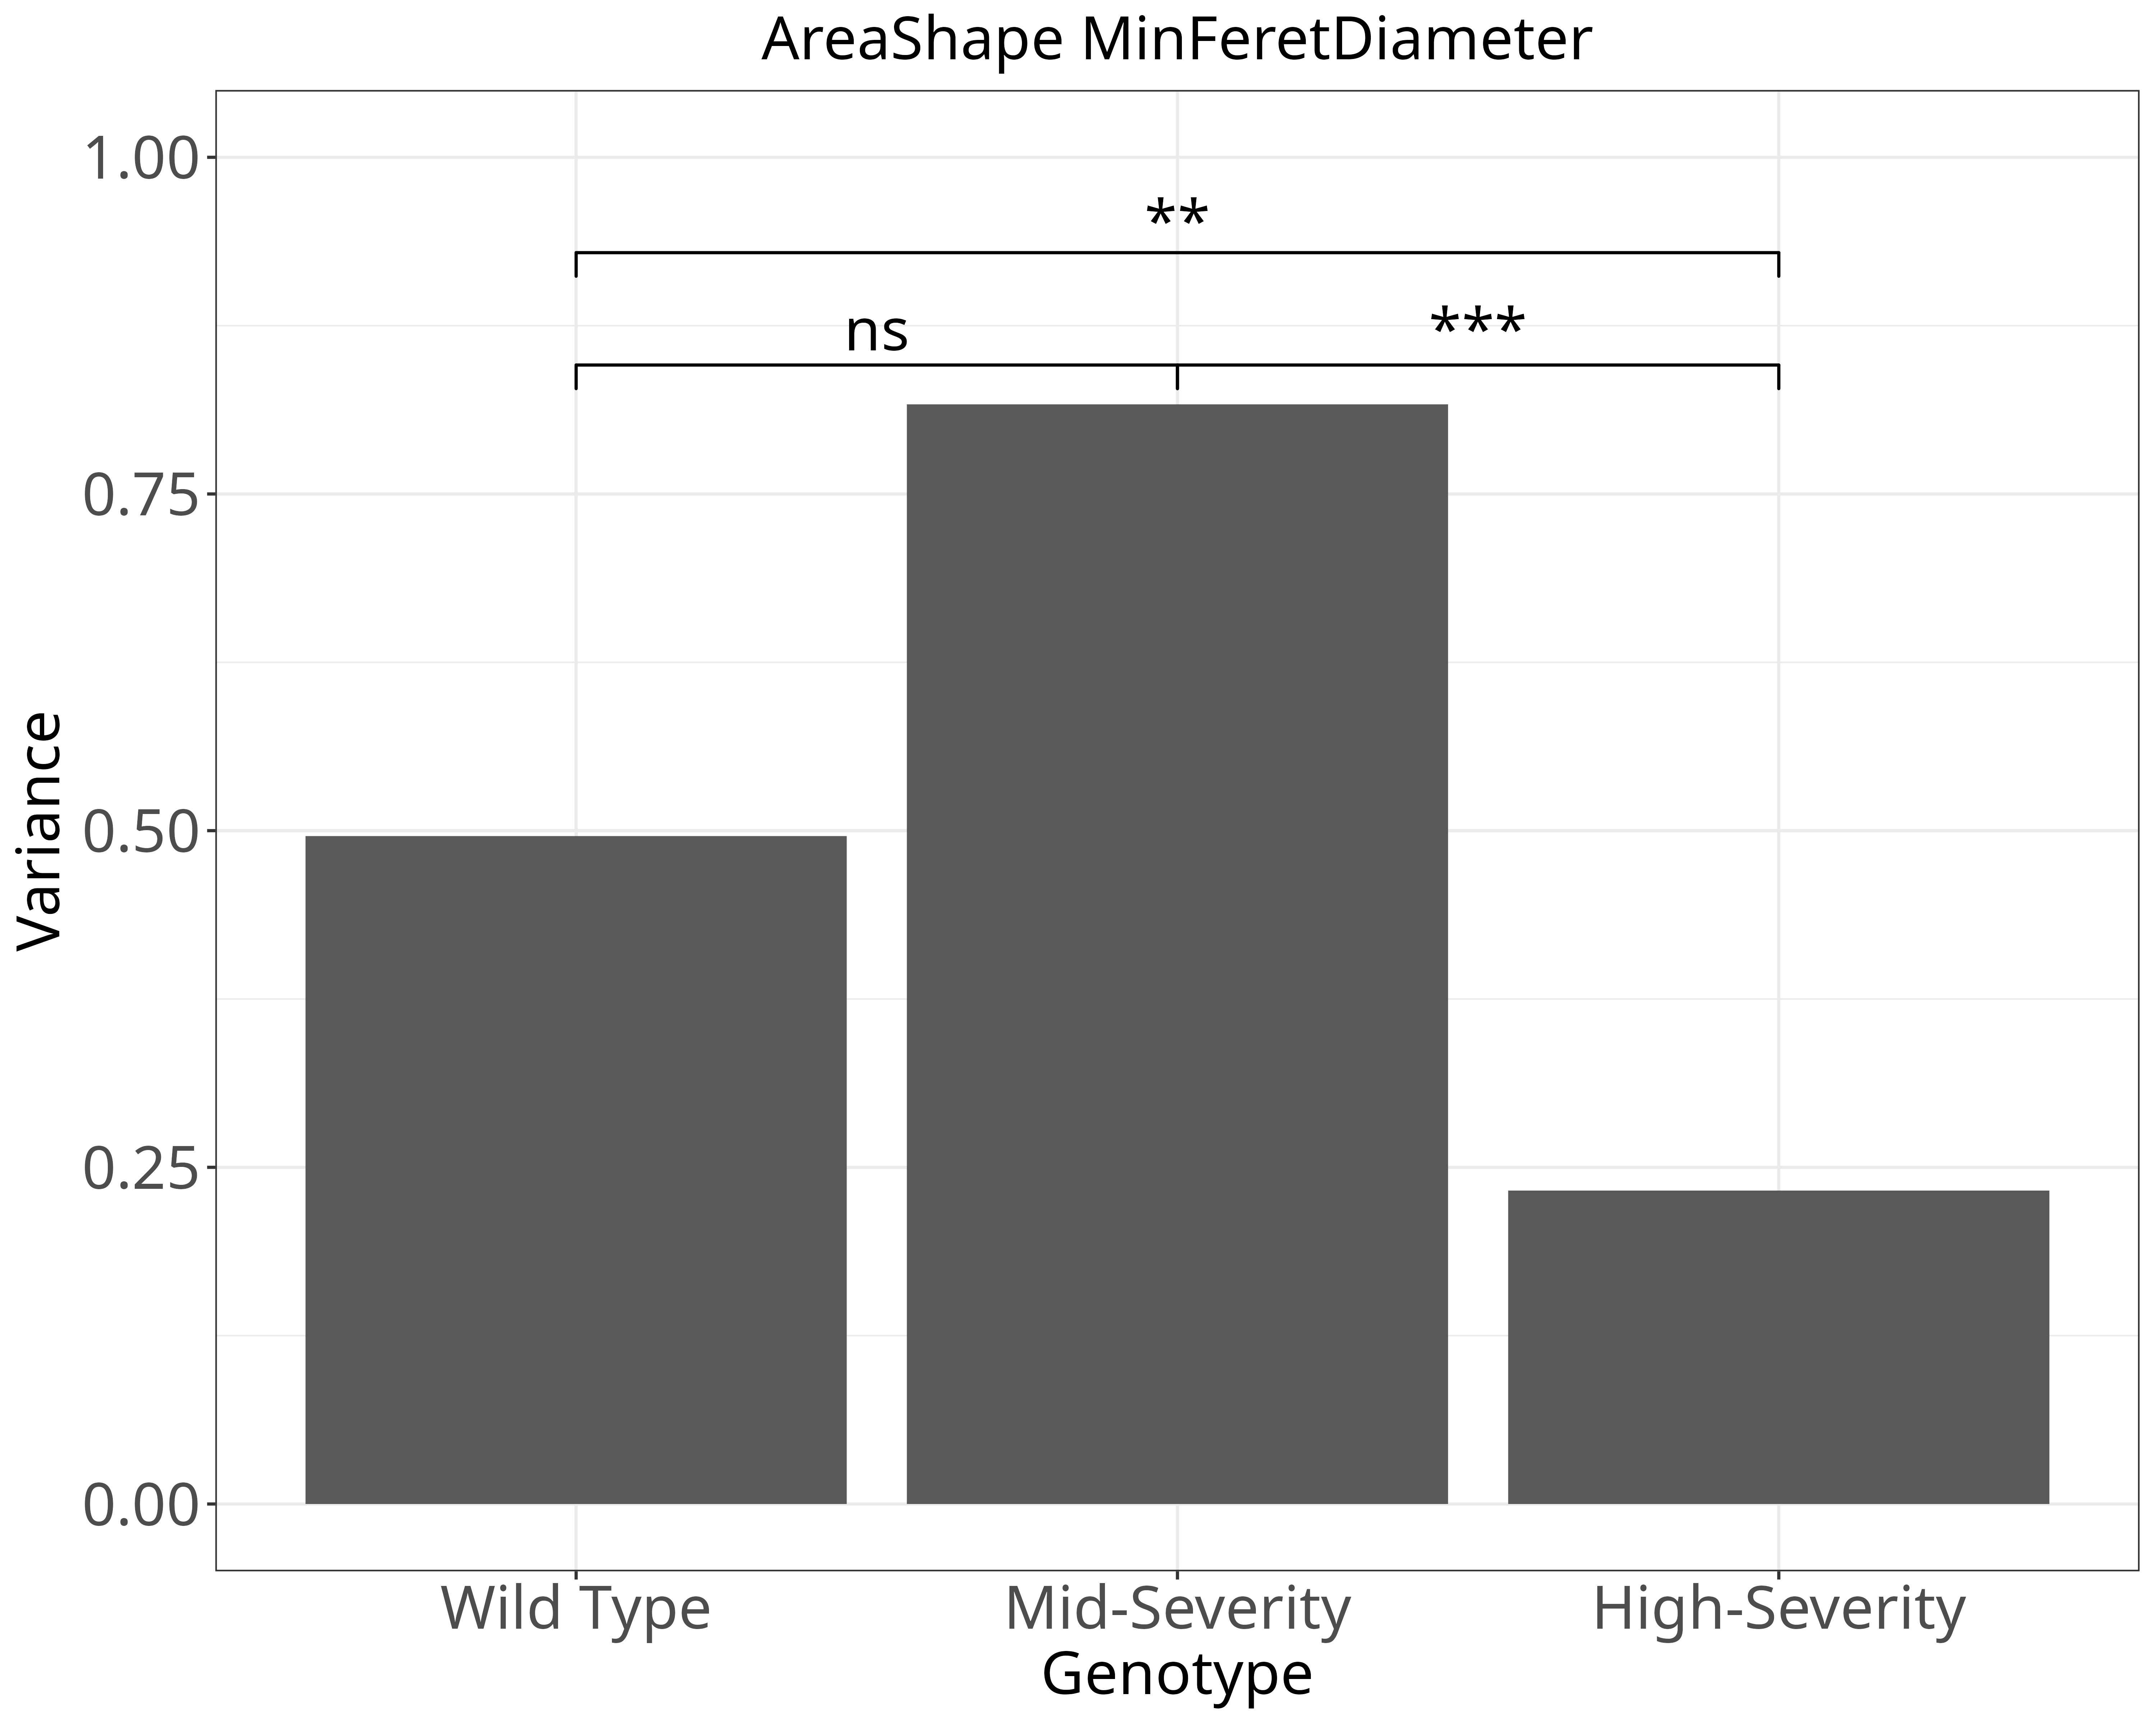 AreaShape MinFeretDiameter
1.00
**
ns
***
0.75
Variance
0.50
0.25
0.00
Wild Type Mid-Severity High-Severity
Genotype